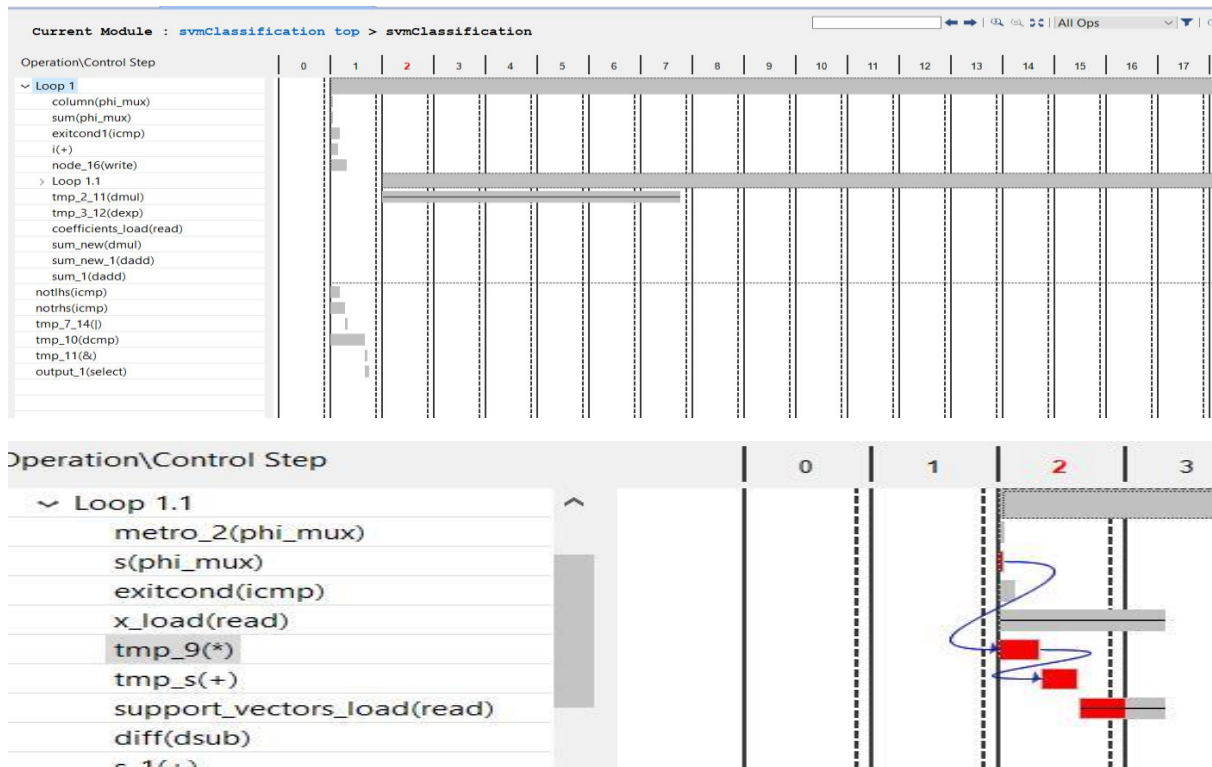 Current Module : svmClassification top > svmClassification
All Ops
Operation\Control Step 0 1 2 3 4 5 6 7 8 9 10 11 12 13 14 15 16 17
Loop 1
column(phi_mux)
sum(phi_mux)
exitcond1(icmp)
i(+)
node_16(write)
Loop 1.1
tmp_2_11(dmul)
tmp_3_12(dexp)
coefficients_load(read)
sum_new(dmul)
sum_new_1(dadd)
sum_1(dadd)
notlhs(icmp)
notrhs(icmp)
tmp_7_14(|)
tmp_10(dcmp)
tmp_11(&)
output_1(select)
Operation\Control Step 0 1 2 3
Loop 1.1
metro_2(phi_mux)
s(phi_mux)
exitcond(icmp)
x_load(read)
tmp_9(*)
tmp_s(+)
support_vectors_load(read)
diff(dsub)